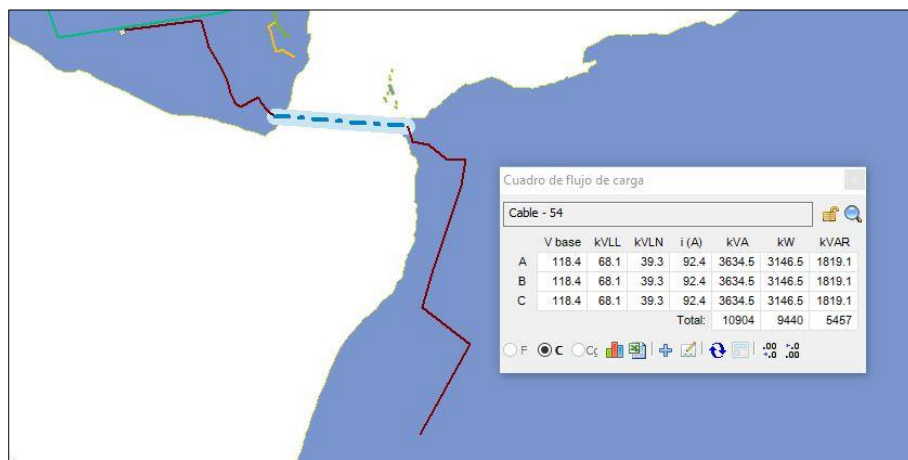 Cuadro de flujo de carga
Cable - 54
V base kVLL kVLN i (A) kVA kW kVAR
A 118.4 68.1 39.3 92.4 3634.5 3146.5 1819.1
B 118.4 68.1 39.3 92.4 3634.5 3146.5 1819.1
C 118.4 68.1 39.3 92.4 3634.5 3146.5 1819.1
Total: 10904 9440 5457
F C